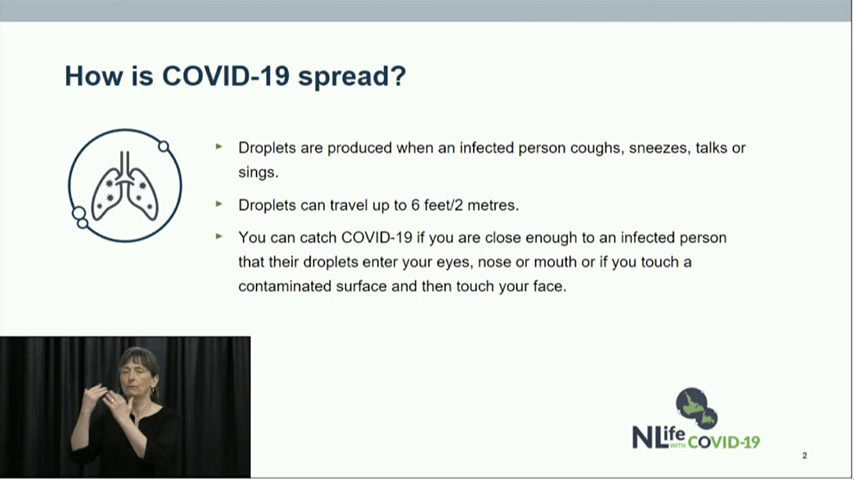 How is COVID-19 spread?
Droplets are produced when an infected person coughs, sneezes, talks or
sings.
Droplets can travel up to 6 feet/2 metres.
You can catch COVID-19 if you are close enough to an infected person
that their droplets enter your eyes, nose or mouth or if you touch a
contaminated surface and then touch your face.
NLife
WITH COVID-19
2